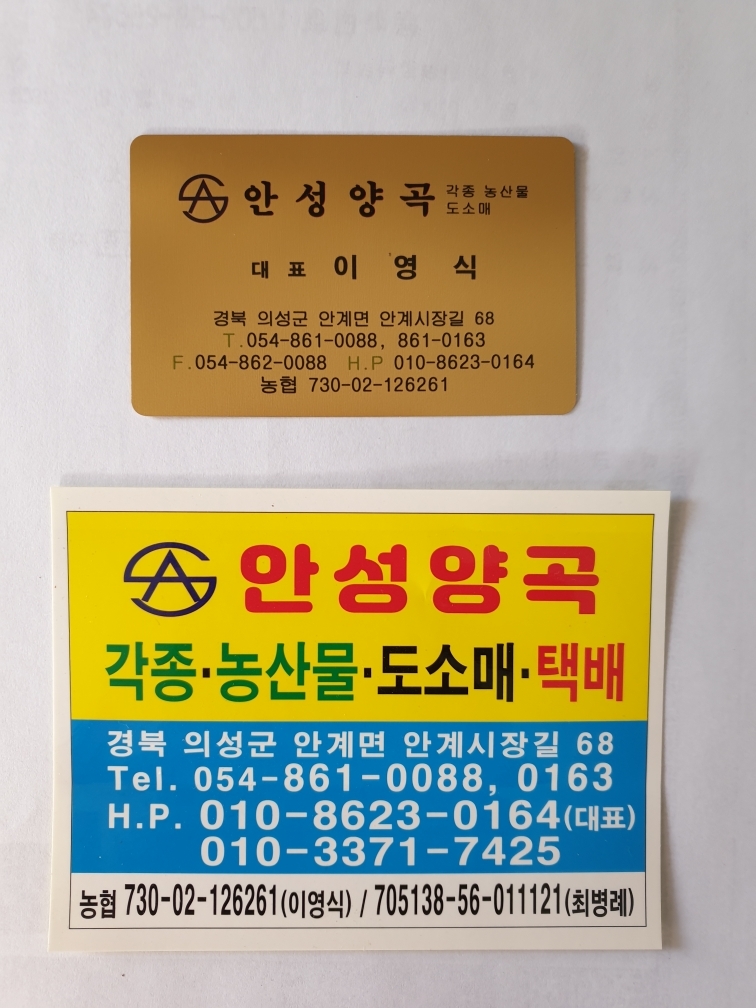 안성양곡 각종 농산물
도소매
대표 이영식
경북 의성군 안계면 안계시장길 68
T.054-861-0088, 861-0163
F.054-862-0088 H.P 010-8623-0164
농협 730-02-126261
안성양곡
각종·농산물·도소매·택배
경북 의성군 안계면 안계시장길 68
Tel. 054-861-0088, 0163
H.P. 010-8623-0164(대표)
010-3371-7425
농협 730-02-126261(이영식) / 705138-56-011121(최병례)